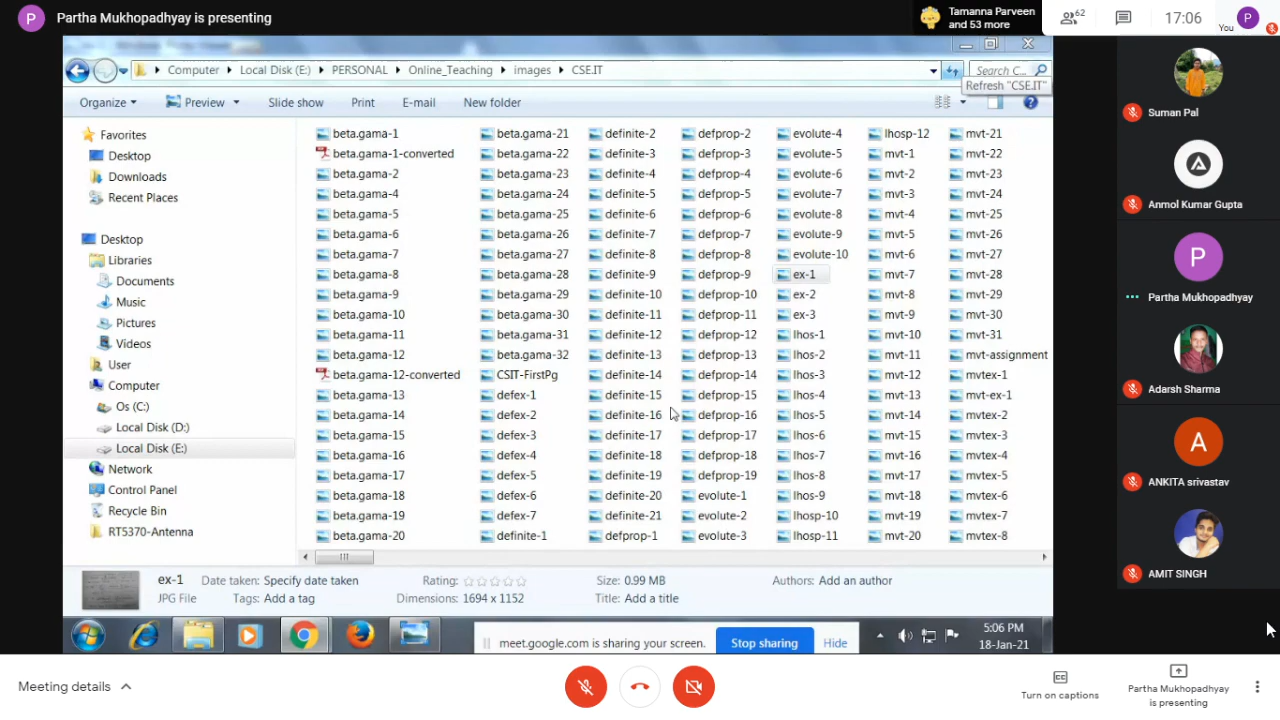 P Partha Mukhopadhyay is presenting
Tamanna Parveen
and 53 more
62
17:06
You P
Computer Local Disk (E:) PERSONAL Online_Teaching images CSE.IT
Search C...
Refresh "CSE.IT"
Organize Preview Slide show Print E-mail New folder
Favorites
Desktop
Downloads
Recent Places
Desktop
Libraries
Documents
Music
Pictures
Videos
User
Computer
Os (C:)
Local Disk (D:)
Local Disk (E:)
Network
Control Panel
Recycle Bin
RT5370-Antenna
beta.gama-1
beta.gama-1-converted
beta.gama-2
beta.gama-4
beta.gama-5
beta.gama-6
beta.gama-7
beta.gama-8
beta.gama-9
beta.gama-10
beta.gama-11
beta.gama-12
beta.gama-12-converted
beta.gama-13
beta.gama-14
beta.gama-15
beta.gama-16
beta.gama-17
beta.gama-18
beta.gama-19
beta.gama-20
beta.gama-21
beta.gama-22
beta.gama-23
beta.gama-24
beta.gama-25
beta.gama-26
beta.gama-27
beta.gama-28
beta.gama-29
beta.gama-30
beta.gama-31
beta.gama-32
CSIT-FirstPg
defex-1
defex-2
defex-3
defex-4
defex-5
defex-6
defex-7
definite-1
definite-2
definite-3
definite-4
definite-5
definite-6
definite-7
definite-8
definite-9
definite-10
definite-11
definite-12
definite-13
definite-14
definite-15
definite-16
definite-17
definite-18
definite-19
definite-20
definite-21
defprop-1
defprop-2
defprop-3
defprop-4
defprop-5
defprop-6
defprop-7
defprop-8
defprop-9
defprop-10
defprop-11
defprop-12
defprop-13
defprop-14
defprop-15
defprop-16
defprop-17
defprop-18
defprop-19
evolute-1
evolute-2
evolute-3
evolute-4
evolute-5
evolute-6
evolute-7
evolute-8
evolute-9
evolute-10
ex-1
ex-2
ex-3
lhos-1
lhos-2
lhos-3
lhos-4
lhos-5
lhos-6
lhos-7
lhos-8
lhos-9
lhosp-10
lhosp-11
lhosp-12
mvt-1
mvt-2
mvt-3
mvt-4
mvt-5
mvt-6
mvt-7
mvt-8
mvt-9
mvt-10
mvt-11
mvt-12
mvt-13
mvt-14
mvt-15
mvt-16
mvt-17
mvt-18
mvt-19
mvt-20
mvt-21
mvt-22
mvt-23
mvt-24
mvt-25
mvt-26
mvt-27
mvt-28
mvt-29
mvt-30
mvt-31
mvt-assignment
mvtex-1
mvt-ex-1
mvtex-2
mvtex-3
mvtex-4
mvtex-5
mvtex-6
mvtex-7
mvtex-8
ex-1 Date taken: Specify date taken Rating: Size: 0.99 MB Authors: Add an author
JPG File Tags: Add a tag Dimensions: 1694 x 1152 Title: Add a title
meet.google.com is sharing your screen. Stop sharing Hide
5:06 PM
18-Jan-21
Suman Pal
Anmol Kumar Gupta
P
Partha Mukhopadhyay
Adarsh Sharma
A
ANKITA srivastav
AMIT SINGH
Meeting details
Turn on captions
Partha Mukhopadhyay
is presenting